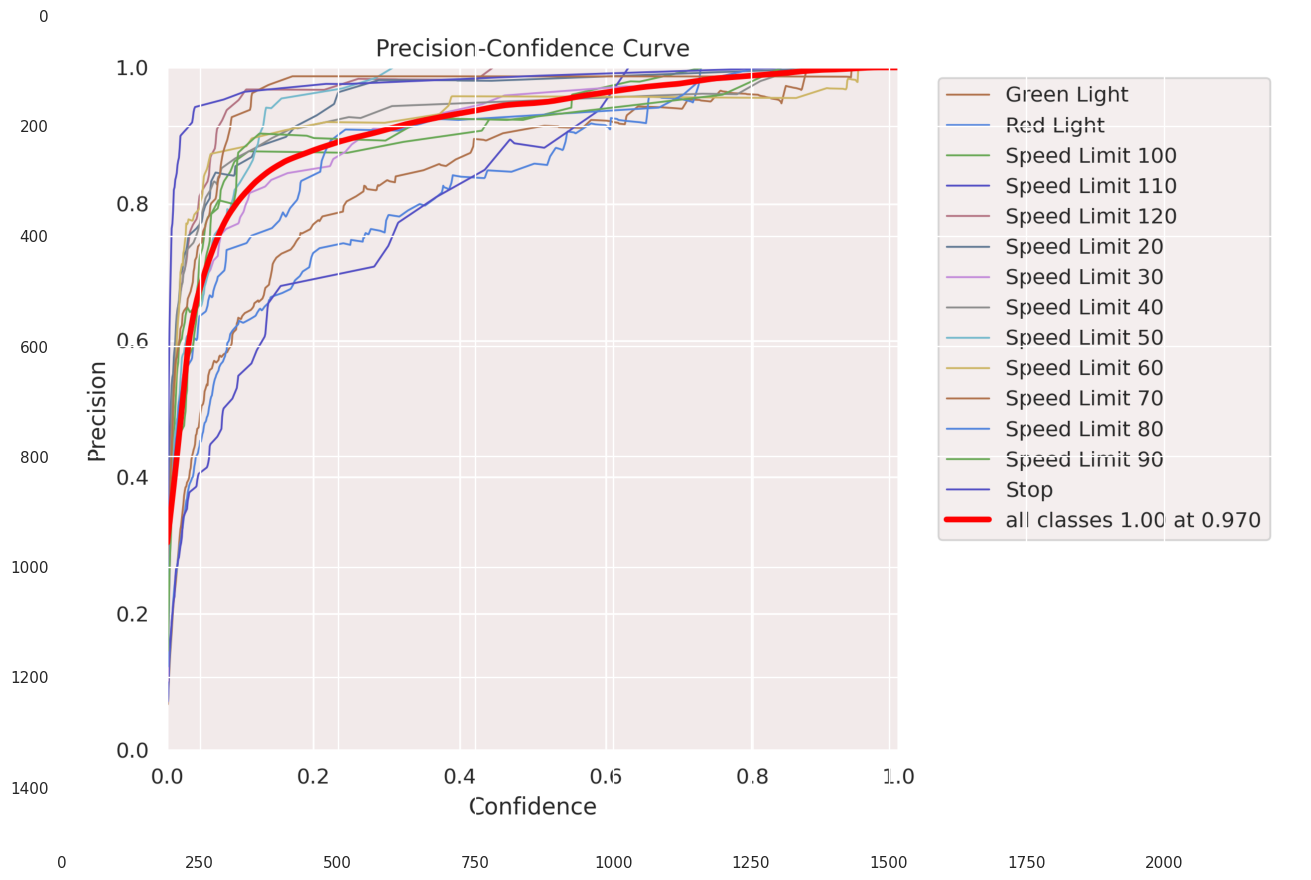 Precision-Confidence Curve
0
200
400
600
800
1000
1200
1400
1.0
0.8
0.6
0.4
0.2
0.0
Precision
0.0 0.2 0.4 0.6 0.8 1.0
Confidence
0 250 500 750 1000 1250 1500 1750 2000
Green Light
Red Light
Speed Limit 100
Speed Limit 110
Speed Limit 120
Speed Limit 20
Speed Limit 30
Speed Limit 40
Speed Limit 50
Speed Limit 60
Speed Limit 70
Speed Limit 80
Speed Limit 90
Stop
all classes 1.00 at 0.970